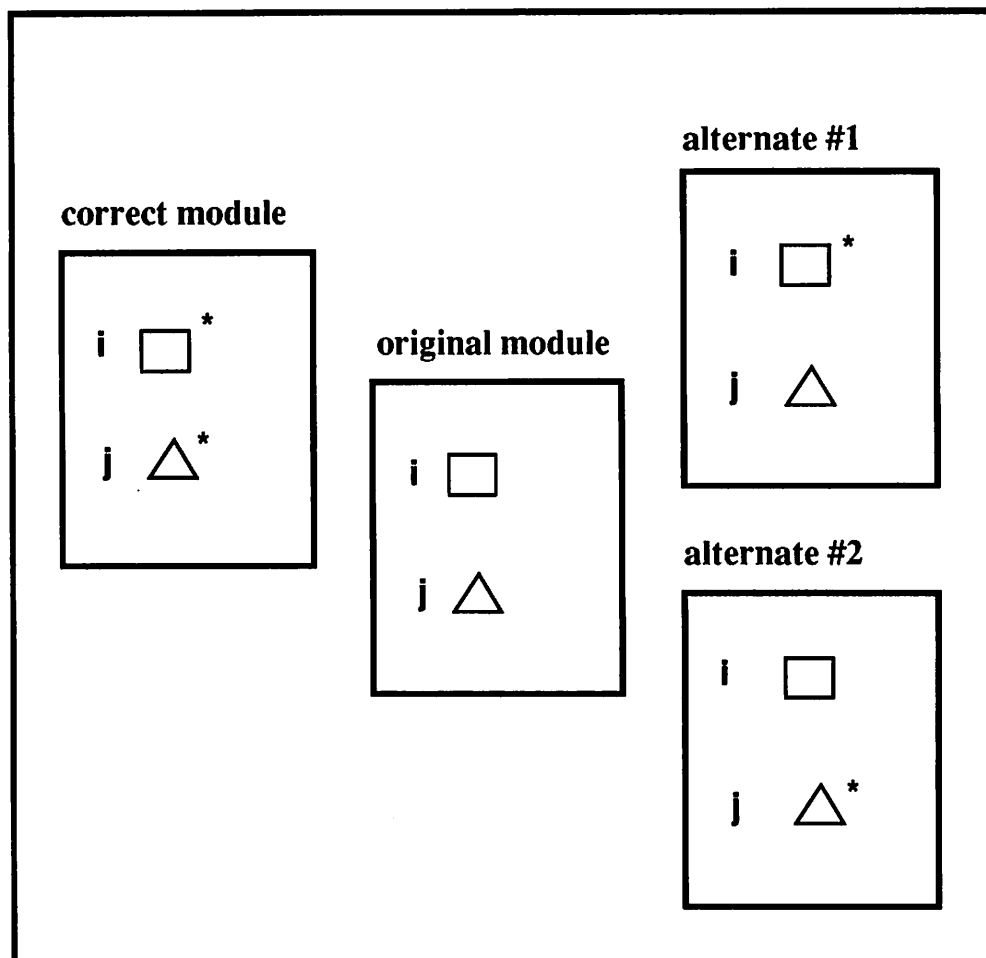 correct module
i *
j *
original module
i
j
alternate #1
i *
j
alternate #2
i
j *